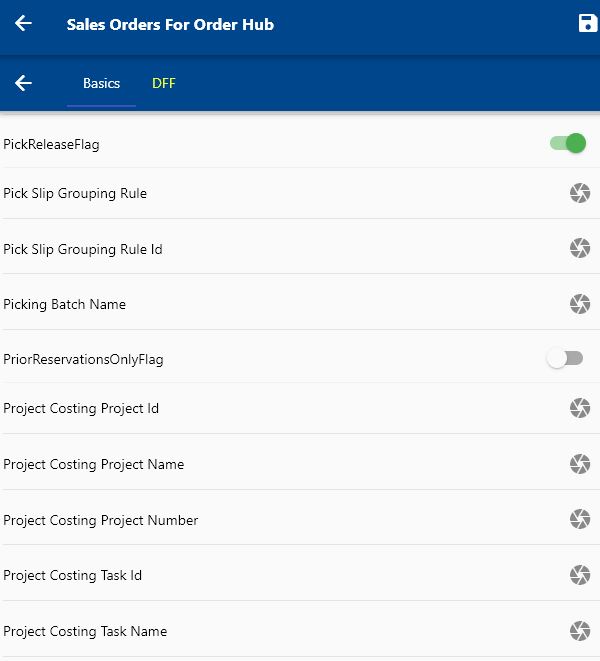 Sales Orders For Order Hub
Basics DFF
PickReleaseFlag
Pick Slip Grouping Rule
Pick Slip Grouping Rule Id
Picking Batch Name
PriorReservationsOnlyFlag
Project Costing Project Id
Project Costing Project Name
Project Costing Project Number
Project Costing Task Id
Project Costing Task Name